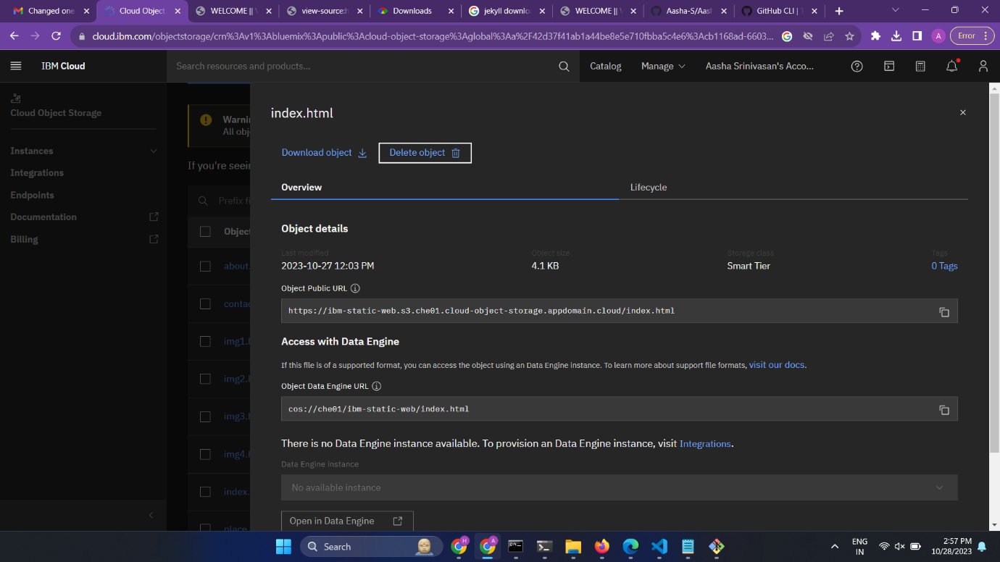 Changed one
Cloud Object
WELCOME || \
view-source:h
Downloads
jekyll downlo
WELCOME || \
Aasha-S/Aash
GitHub CLI | T
cloud.ibm.com/objectstorage/crn%3Av1%3Abluemix%3Apublic%3Acloud-object-storage%3Aglobal%3Aa%2F42d37f41ab1a44be8e5e710fbba5c4e6%3Acb1168ad-6603...
A
Error
IBM Cloud
Search resources and products...
Catalog
Manage
Aasha Srinivasan's Acco...
Cloud Object Storage
Instances
Integrations
Endpoints
Documentation
Billing
Warni
All obj
If you're seein
Prefix fi
Object
about.
contac
img1.
img2.
img3.
img4.
index.
place
index.html
Download object
Delete object
Overview
Lifecycle
Object details
Last modified
Object size
Storage class
Tags
2023-10-27 12:03 PM
4.1 KB
Smart Tier
0 Tags
Object Public URL
https://ibm-static-web.s3.che01.cloud-object-storage.appdomain.cloud/index.html
Access with Data Engine
If this file is of a supported format, you can access the object using an Data Engine instance. To learn more about support file formats, visit our docs.
Object Data Engine URL
cos://che01/ibm-static-web/index.html
There is no Data Engine instance available. To provision an Data Engine instance, visit Integrations.
Data Engine instance
No available instance
Open in Data Engine
Search
H
A
ENG
IN
2:57 PM
10/28/2023